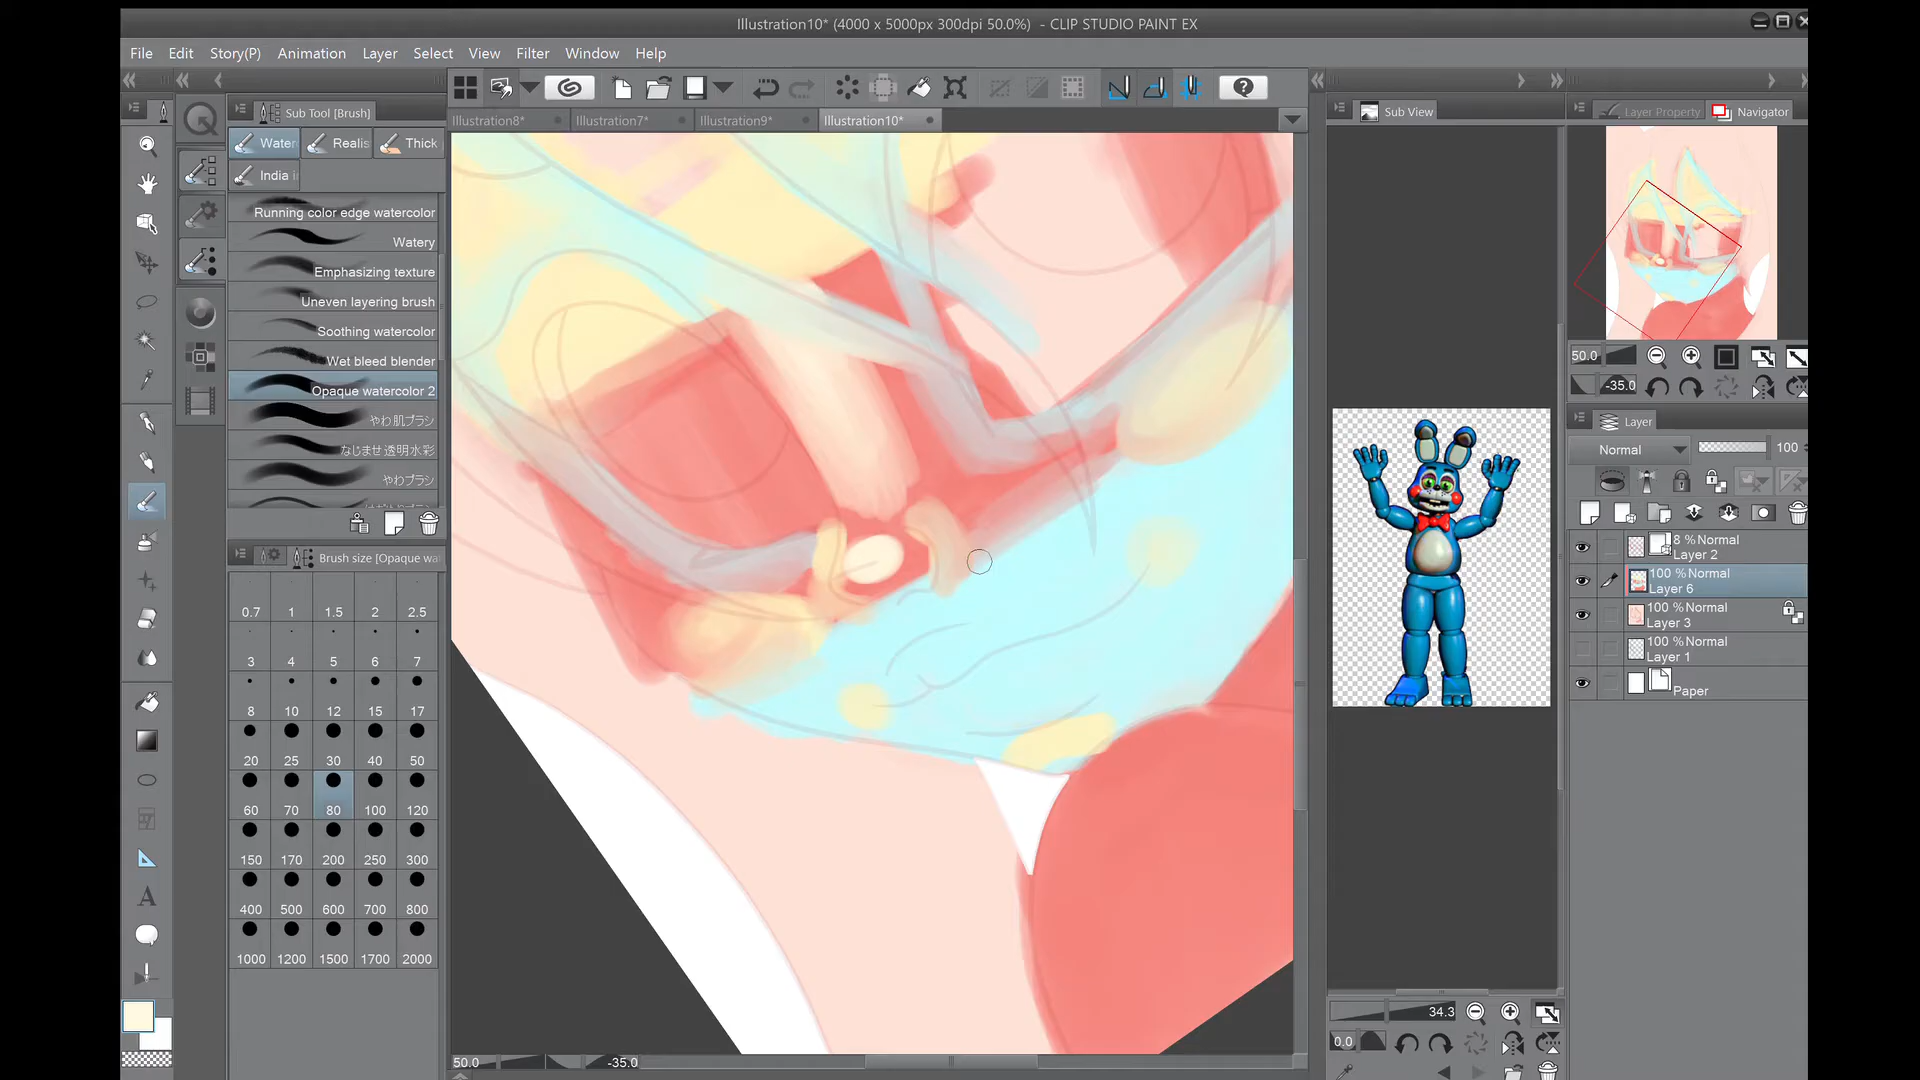 Illustration10* (4000 x 5000px 300dpi 50.0%) - CLIP STUDIO PAINT EX
File Edit Story(P) Animation Layer Select View Filter Window Help
Sub Tool [Brush]
Water Realis Thick
India i
Running color edge watercolor
Watery
Emphasizing texture
Uneven layering brush
Soothing watercolor
Wet bleed blender
Opaque watercolor 2
やわ肌ブラシ
なじませ透明水彩
やわブラシ
Brush size [Opaque wa
0.7 1 1.5 2 2.5
3 4 5 6 7
8 10 12 15 17
20 25 30 40 50
60 70 80 100 120
150 170 200 250 300
400 500 600 700 800
1000 1200 1500 1700 2000
A
Illustration8* Illustration7* Illustration9* Illustration10*
50.0 -35.0
Sub View
34.3
0.0
Layer Property Navigator
50.0
-35.0
Layer
Normal 100
8 % Normal
Layer 2
100 % Normal
Layer 6
100 % Normal
Layer 3
100 % Normal
Layer 1
Paper